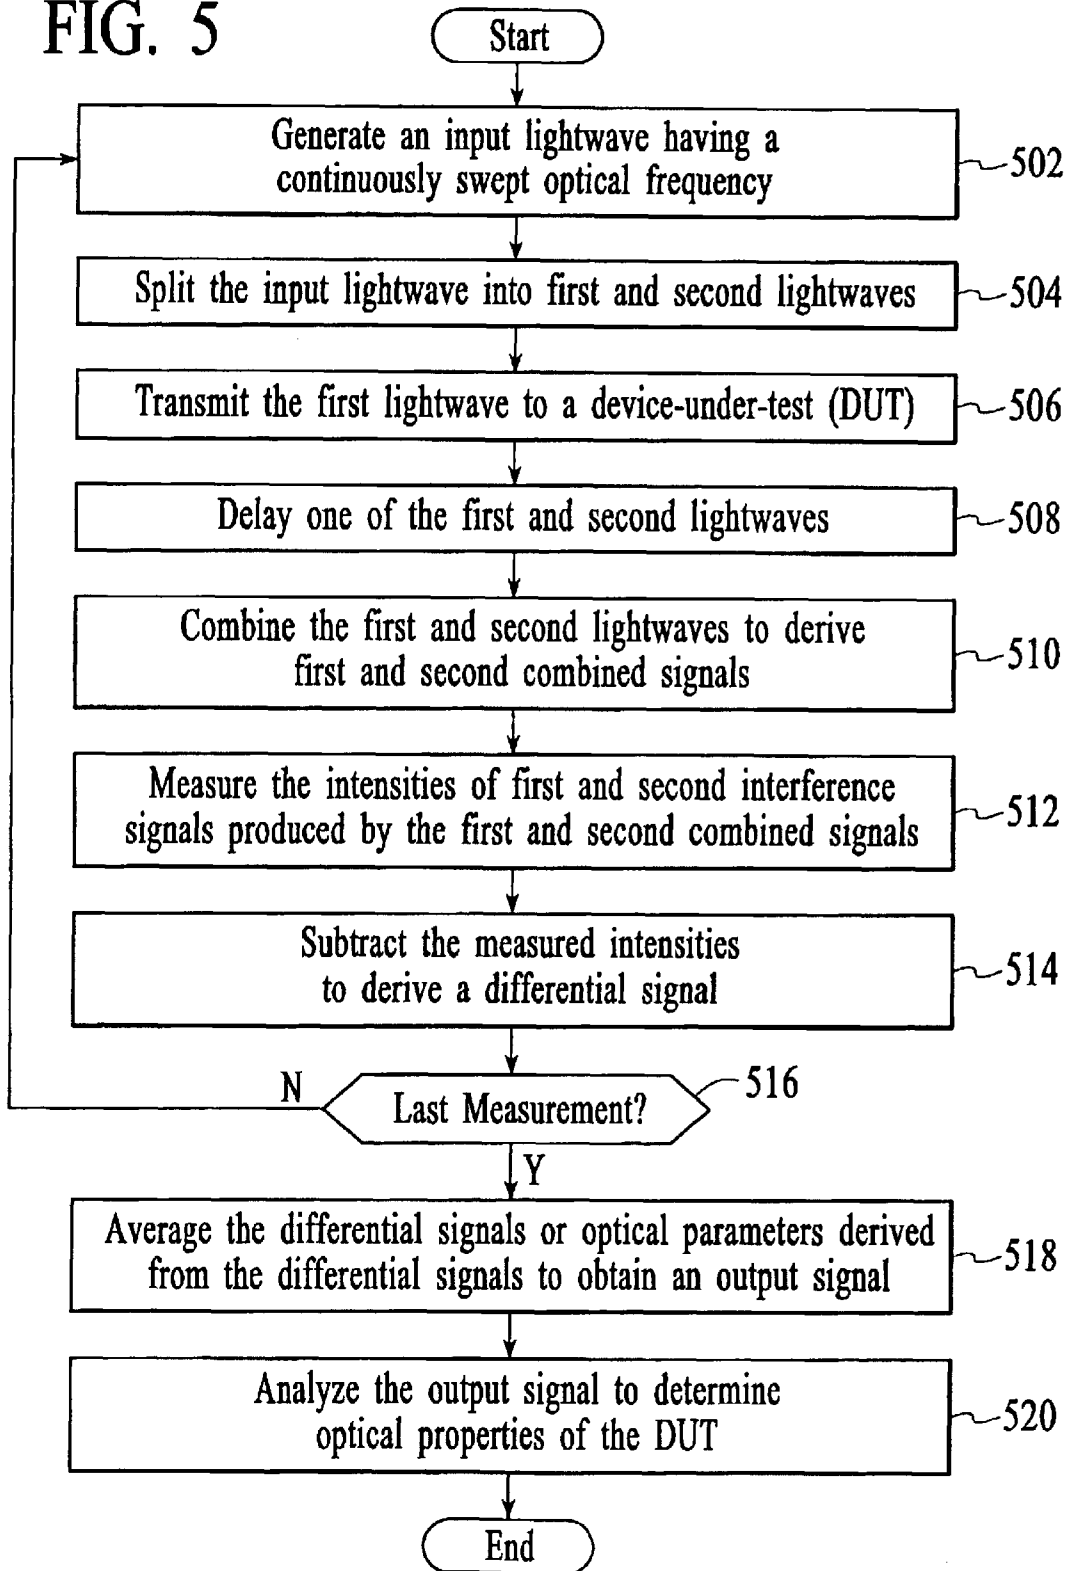 FIG. 5
Start
Generate an input lightwave having a
continuously swept optical frequency
502
Split the input lightwave into first and second lightwaves
504
Transmit the first lightwave to a device-under-test (DUT)
506
Delay one of the first and second lightwaves
508
Combine the first and second lightwaves to derive
first and second combined signals
510
Measure the intensities of first and second interference
signals produced by the first and second combined signals
512
Subtract the measured intensities
to derive a differential signal
514
N
Last Measurement?
516
Y
Average the differential signals or optical parameters derived
from the differential signals to obtain an output signal
518
Analyze the output signal to determine
optical properties of the DUT
520
End